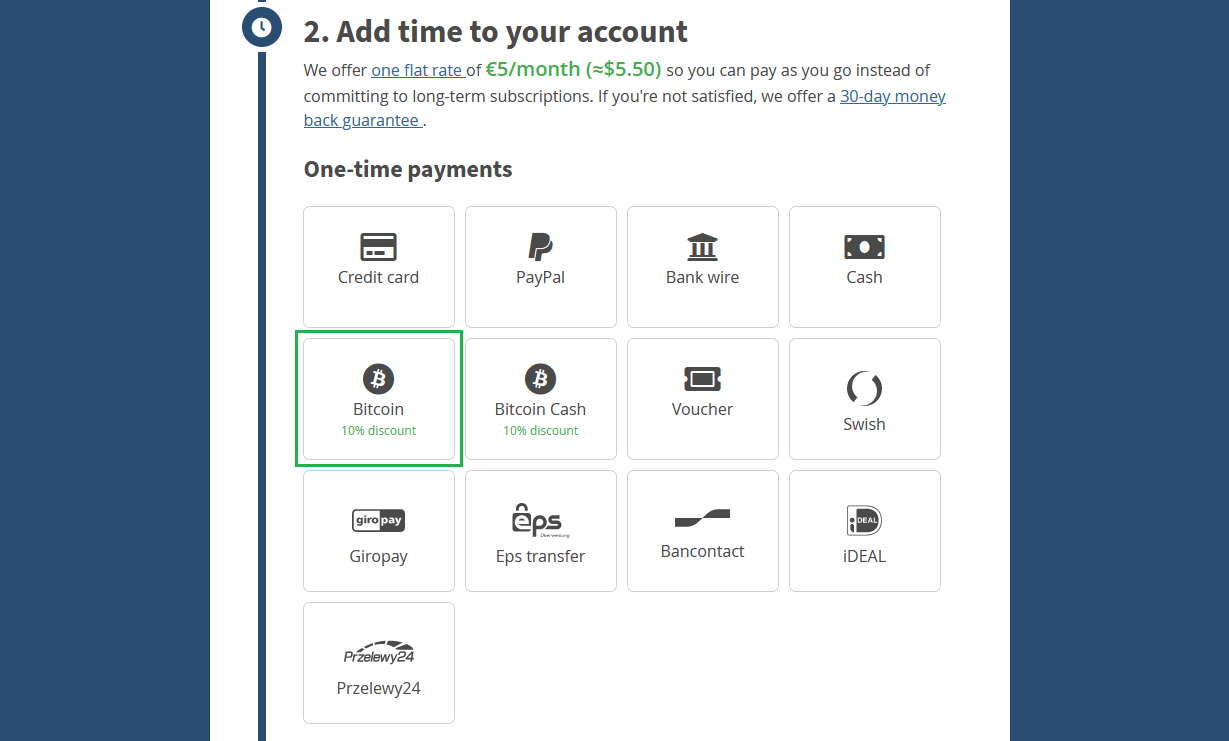 2. Add time to your account
We offer one flat rate of €5/month (≈$5.50) so you can pay as you go instead of
committing to long-term subscriptions. If you're not satisfied, we offer a 30-day money
back guarantee .
One-time payments
Credit card
PayPal
Bank wire
Cash
Bitcoin
10% discount
Bitcoin Cash
10% discount
Voucher
Swish
giropay
Giropay
eps
Überweisung
Eps transfer
Bancontact
iDEAL
iDEAL
Przelewy24
Przelewy24